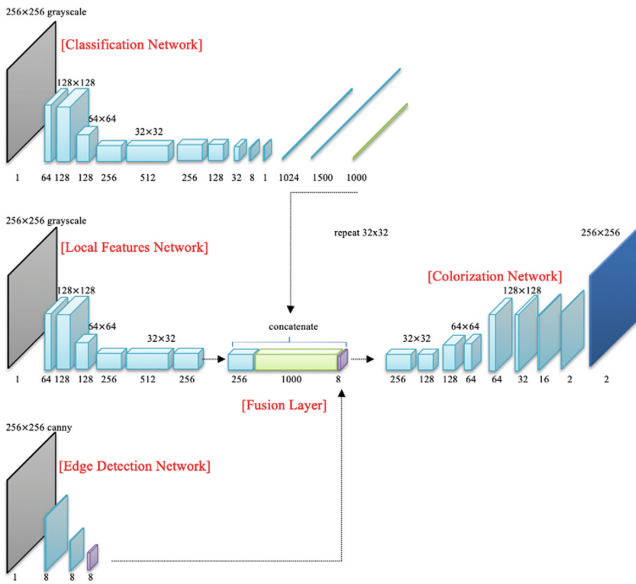 256×256 grayscale
[Classification Network]
128×128
64×64
32×32
1 64 128 128 256 512 256 128 32 8 1 1024 1500 1000
256×256 grayscale
repeat 32x32
256×256
[Local Features Network]
[Colorization Network]
128×128
128×128
64×64
32×32
concatenate
32×32
64×64
1 64 128 128 256 512 256
256 1000 8
256 128 128 64 64 32 16 2 2
[Fusion Layer]
256×256 canny
[Edge Detection Network]
1 8 8 8